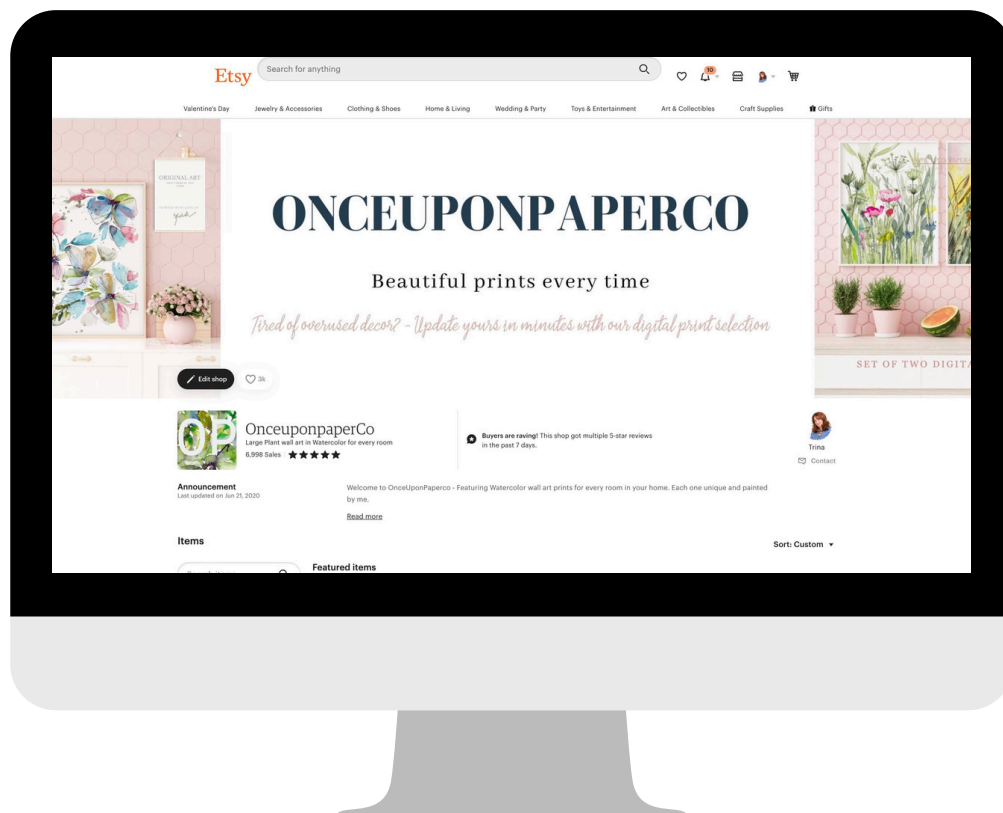 Etsy
Search for anything
10
Valentine's Day Jewelry & Accessories Clothing & Shoes Home & Living Wedding & Party Toys & Entertainment Art & Collectibles Craft Supplies Gifts
ORIGINAL ART
ONCEUPONPAPERCO
Beautiful prints every time
Tired of overused decor? - Update yours in minutes with our digital print selection
SET OF TWO DIGITA
Edit shop
3k
OP
OnceuponpaperCo
Large Plant wall art in Watercolor for every room
6,998 Sales
Buyers are raving! This shop got multiple 5-star reviews
in the past 7 days.
Trina
Contact
Announcement
Last updated on Jun 21, 2020
Welcome to OnceUponPaperco - Featuring Watercolor wall art prints for every room in your home. Each one unique and painted
by me.
Read more
Items
Sort: Custom
Featured items